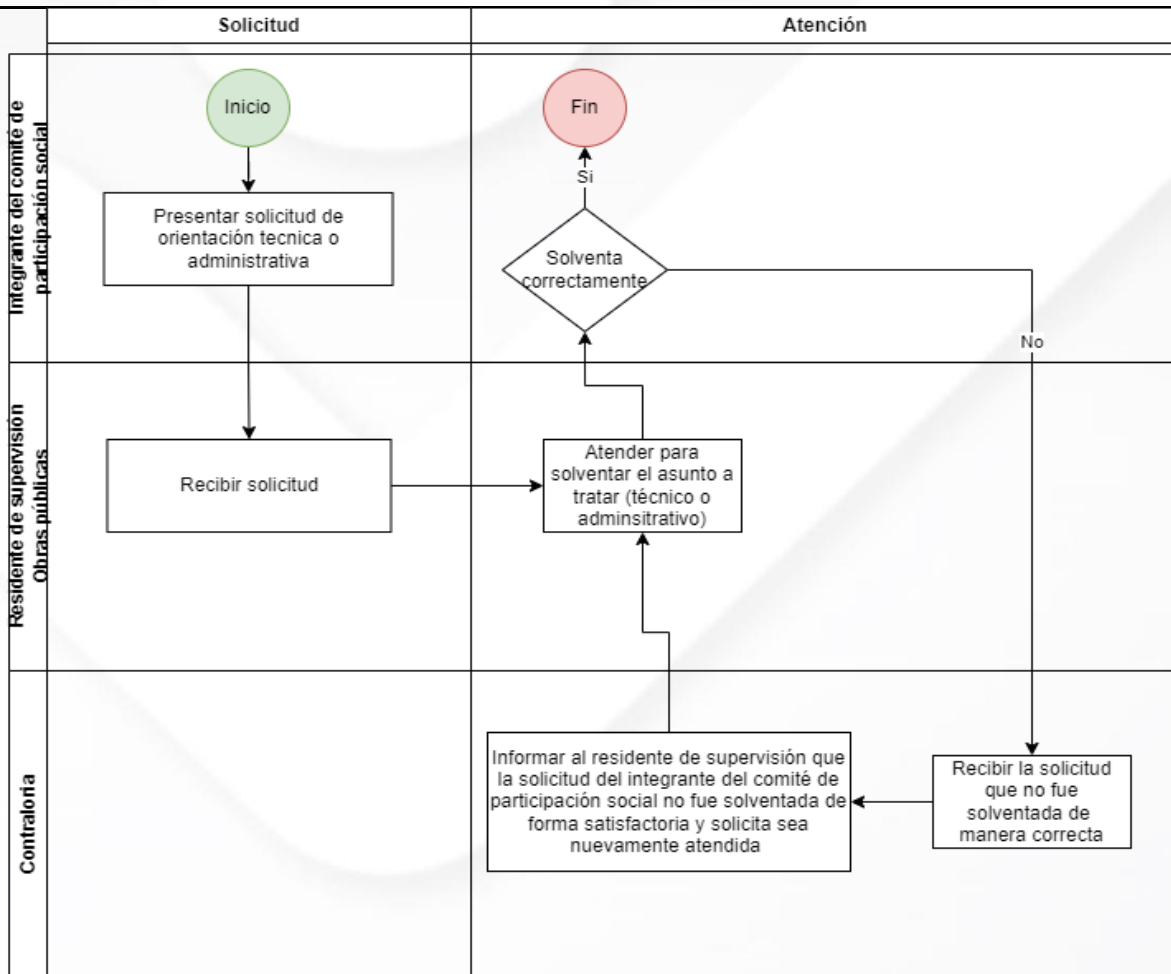 Solicitud
Atención
Integrante del comité de
participación social
Inicio
Fin
Si
Presentar solicitud de
orientación tecnica o
administrativa
Solventa
correctamente
No
Residente de supervisión
Obras públicas
Recibir solicitud
Atender para
solventar el asunto a
tratar (técnico o
adminsitrativo)
Contraloria
Informar al residente de supervisión que
la solicitud del integrante del comité de
participación social no fue solventada de
forma satisfactoria y solicita sea
nuevamente atendida
Recibir la solicitud
que no fue
solventada de
manera correcta